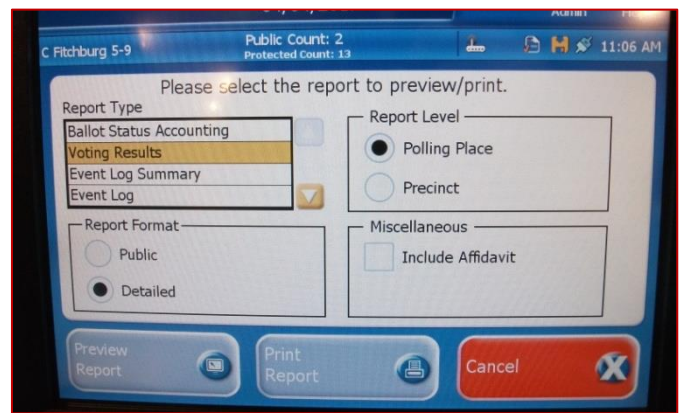 Admin
C Fitchburg 5-9
Public Count: 2
Protected Count: 13
11:06 AM
Please select the report to preview/print.
Report Type
Ballot Status Accounting
Voting Results
Event Log Summary
Event Log
Report Level
Polling Place
Precinct
Report Format
Public
Detailed
Miscellaneous
Include Affidavit
Preview
Report
Print
Report
Cancel